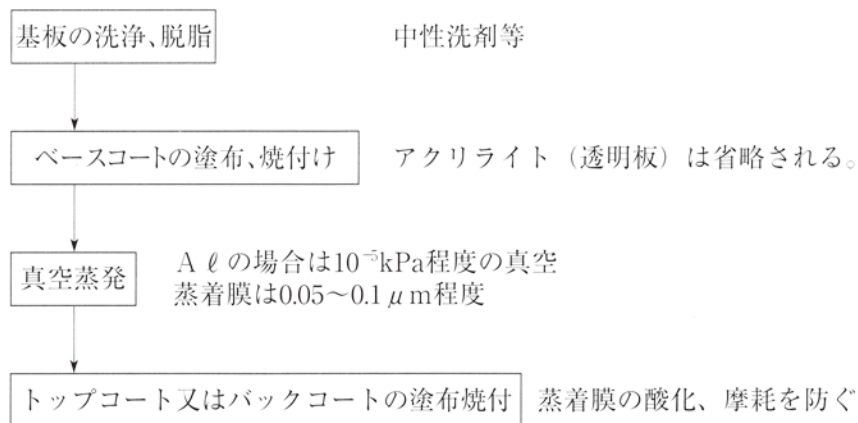 基板の洗浄、脱脂 中性洗剤等
ベースコートの塗布、焼付け アクリライト（透明板）は省略される。
Aℓの場合は10⁻⁵kPa程度の真空
真空蒸発 蒸着膜は0.05～0.1μm程度
トップコート又はバックコートの塗布焼付 蒸着膜の酸化、摩耗を防ぐ